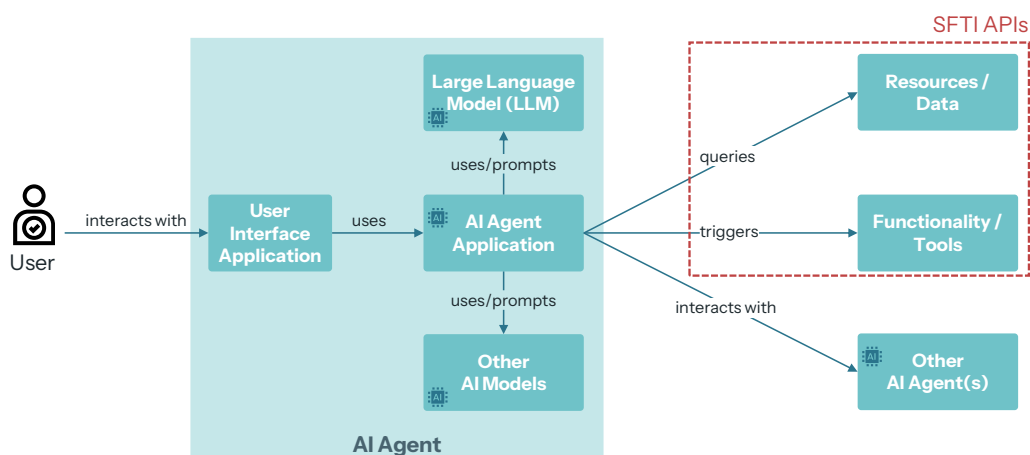 SFTI APIs
Large Language
Model (LLM)
AI
Resources /
Data
uses/prompts
queries
User
interacts with
User
Interface
Application
uses
AI
AI Agent
Application
triggers
Functionality /
Tools
uses/prompts
interacts with
Other
AI Models
AI
AI
Other
AI Agent(s)
AI Agent